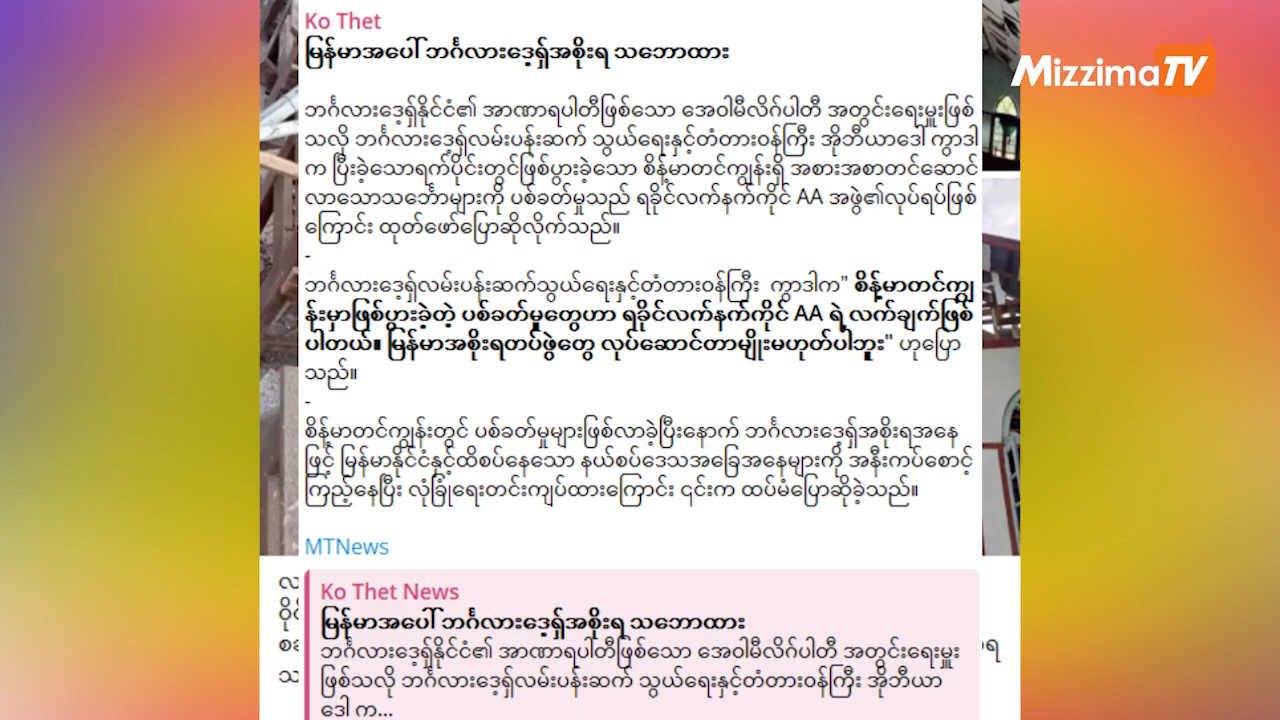 Ko Thet
မြန်မာအပေါ် ဘင်္ဂလားဒေ့ရှ်အစိုးရ သဘောထား
MizzimaTV
ဘင်္ဂလားဒေ့ရှ်နိုင်ငံ၏ အာဏာရပါတီဖြစ်သော အေဝါမီလိဂ်ပါတီ အတွင်းရေးမှူးဖြစ်
သလို ဘင်္ဂလားဒေ့ရှ်လမ်းပန်းဆက် သွယ်ရေးနှင့်တံတားဝန်ကြီး အိုဘီယာဒေါ် ကွာဒါ
က ပြီးခဲ့သောရက်ပိုင်းတွင်ဖြစ်ပွားခဲ့သော စိန့်မာတင်ကျွန်းရှိ အစားအစာတင်ဆောင်
လာသောသင်္ဘောများကို ပစ်ခတ်မှုသည် ရခိုင်လက်နက်ကိုင် AA အဖွဲ့၏လုပ်ရပ်ဖြစ်
ကြောင်း ထုတ်ဖော်ပြောဆိုလိုက်သည်။
-
ဘင်္ဂလားဒေ့ရှ်လမ်းပန်းဆက်သွယ်ရေးနှင့်တံတားဝန်ကြီး ကွာဒါက" စိန့်မာတင်ကျွ
န်းမှာဖြစ်ပွားခဲ့တဲ့ ပစ်ခတ်မှုတွေဟာ ရခိုင်လက်နက်ကိုင် AA ရဲ့ လက်ချက်ဖြစ်
ပါတယ်။ မြန်မာအစိုးရတပ်ဖွဲ့တွေ လုပ်ဆောင်တာမျိုးမဟုတ်ပါဘူး" ဟုပြော
သည်။
-
စိန့်မာတင်ကျွန်းတွင် ပစ်ခတ်မှုများဖြစ်လာခဲ့ပြီးနောက် ဘင်္ဂလားဒေ့ရှ်အစိုးရအနေ
ဖြင့် မြန်မာနိုင်ငံနှင့်ထိစပ်နေသော နယ်စပ်ဒေသအခြေအနေများကို အနီးကပ်စောင့်
ကြည့်နေပြီး လုံခြုံရေးတင်းကျပ်ထားကြောင်း ၎င်းက ထပ်မံပြောဆိုခဲ့သည်။
MTNews
Ko Thet News
မြန်မာအပေါ် ဘင်္ဂလားဒေ့ရှ်အစိုးရ သဘောထား
ဘင်္ဂလားဒေ့ရှ်နိုင်ငံ၏ အာဏာရပါတီဖြစ်သော အေဝါမီလိဂ်ပါတီ အတွင်းရေးမှူး
ဖြစ်သလို ဘင်္ဂလားဒေ့ရှ်လမ်းပန်းဆက် သွယ်ရေးနှင့်တံတားဝန်ကြီး အိုဘီယာ
ဒေါ် က...